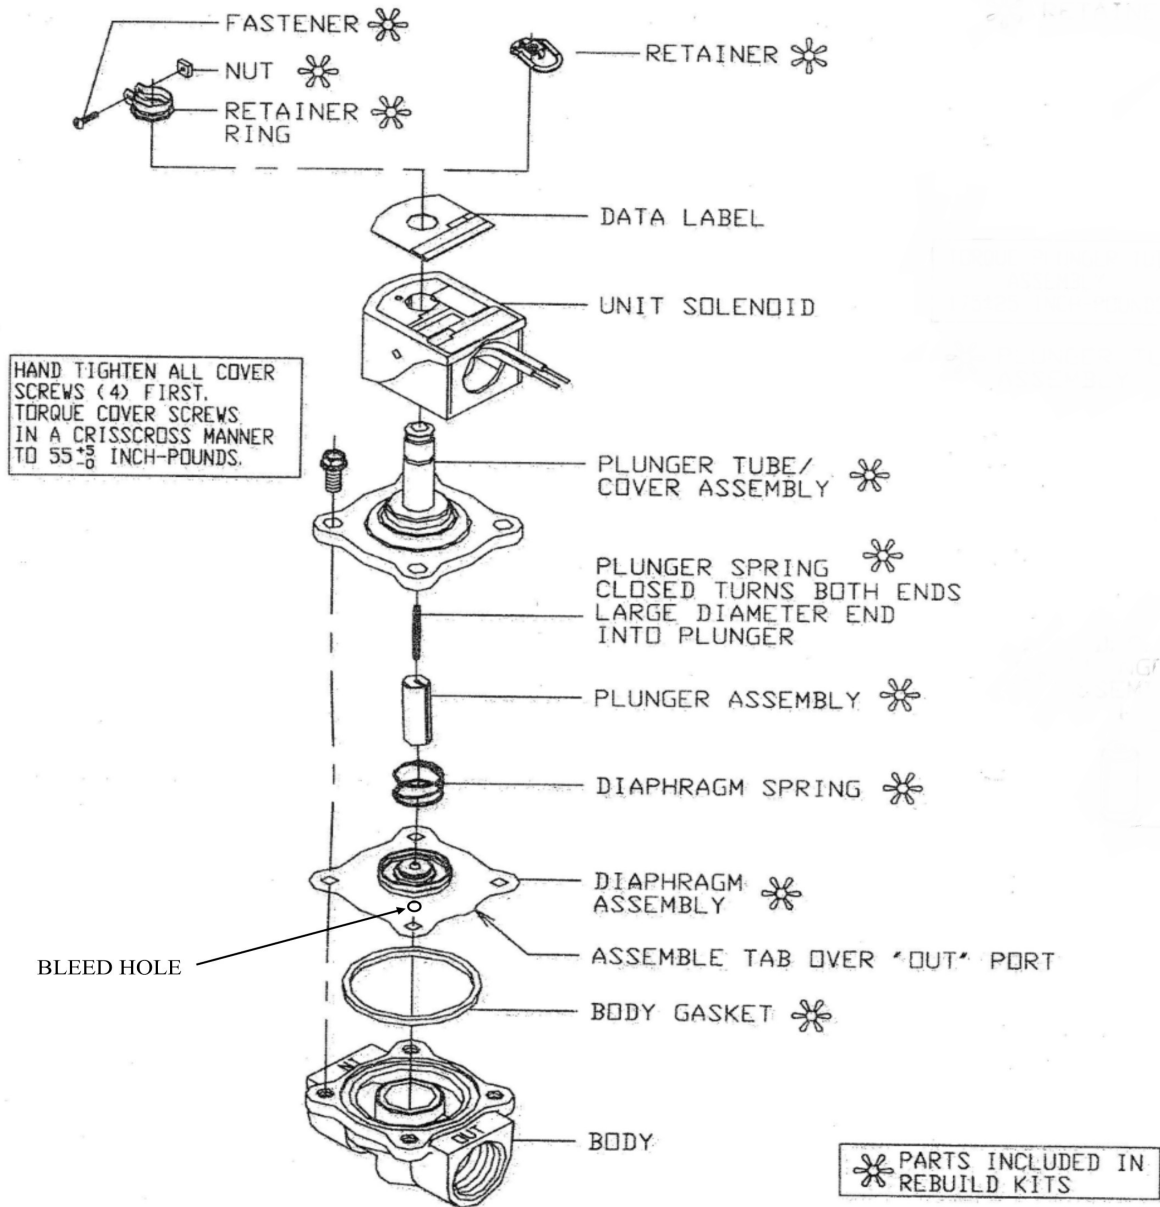 FASTENER
NUT
RETAINER
RING
RETAINER
DATA LABEL
UNIT SOLENOID
HAND TIGHTEN ALL COVER
SCREWS (4) FIRST.
TORQUE COVER SCREWS
IN A CRISSCROSS MANNER
TO 55 +5 -0 INCH-POUNDS.
PLUNGER TUBE/
COVER ASSEMBLY
PLUNGER SPRING
CLOSED TURNS BOTH ENDS
LARGE DIAMETER END
INTO PLUNGER
PLUNGER ASSEMBLY
DIAPHRAGM SPRING
DIAPHRAGM
ASSEMBLY
BLEED HOLE
ASSEMBLE TAB OVER "OUT" PORT
BODY GASKET
OUT
BODY
PARTS INCLUDED IN
REBUILD KITS